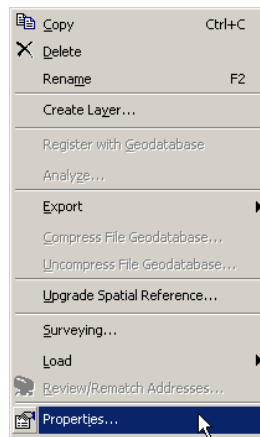 Copy Ctrl+C
Delete
Rename F2
Create Layer...
Register with Geodatabase
Analyze...
Export
Compress File Geodatabase...
Uncompress File Geodatabase...
Upgrade Spatial Reference...
Surveying...
Load
Review/Rematch Addresses...
Properties...